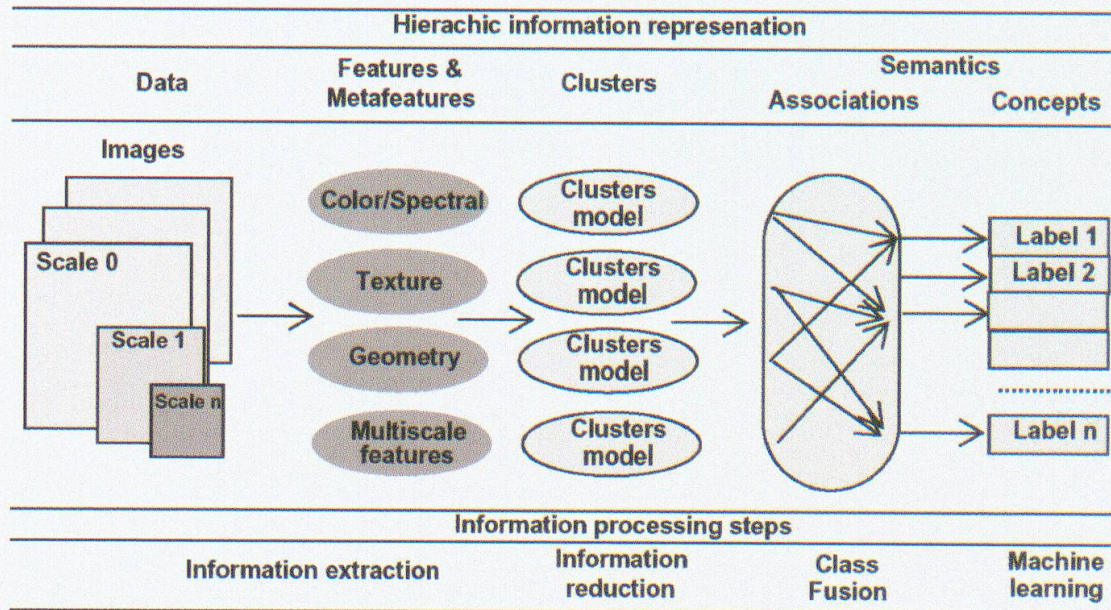 Hierachic information represenation
Data
Features &
Metafeatures
Clusters
Semantics
Associations
Concepts
Images
Scale 0
Scale 1
Scale n
Color/Spectral
Texture
Geometry
Multiscale
features
Clusters
model
Clusters
model
Clusters
model
Clusters
model
Label 1
Label 2
Label n
Information processing steps
Information extraction
Information
reduction
Class
Fusion
Machine
learning